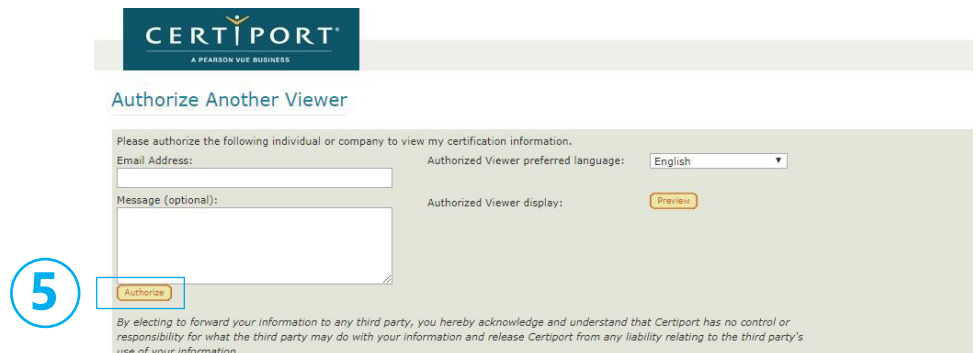 CERTIPORT
A PEARSON VUE BUSINESS
Authorize Another Viewer
Please authorize the following individual or company to view my certification information.
Email Address:
Authorized Viewer preferred language:
English
Message (optional):
Authorized Viewer display:
Preview
5
Authorize
By electing to forward your information to any third party, you hereby acknowledge and understand that Certiport has no control or
responsibility for what the third party may do with your information and release Certiport from any liability relating to the third party's
use of your information.